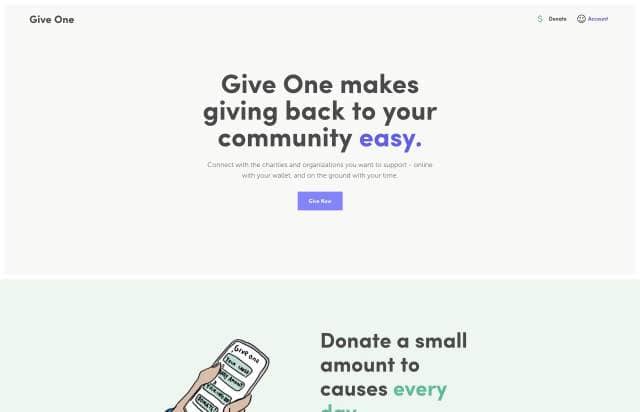 Give One
$ Donate
Account
Give One makes
giving back to your
community easy.
Connect with the charities and organizations you want to support - online
with your wallet, and on the ground with your time.
Give Now
Give one
Donate a small
amount to
causes every
day